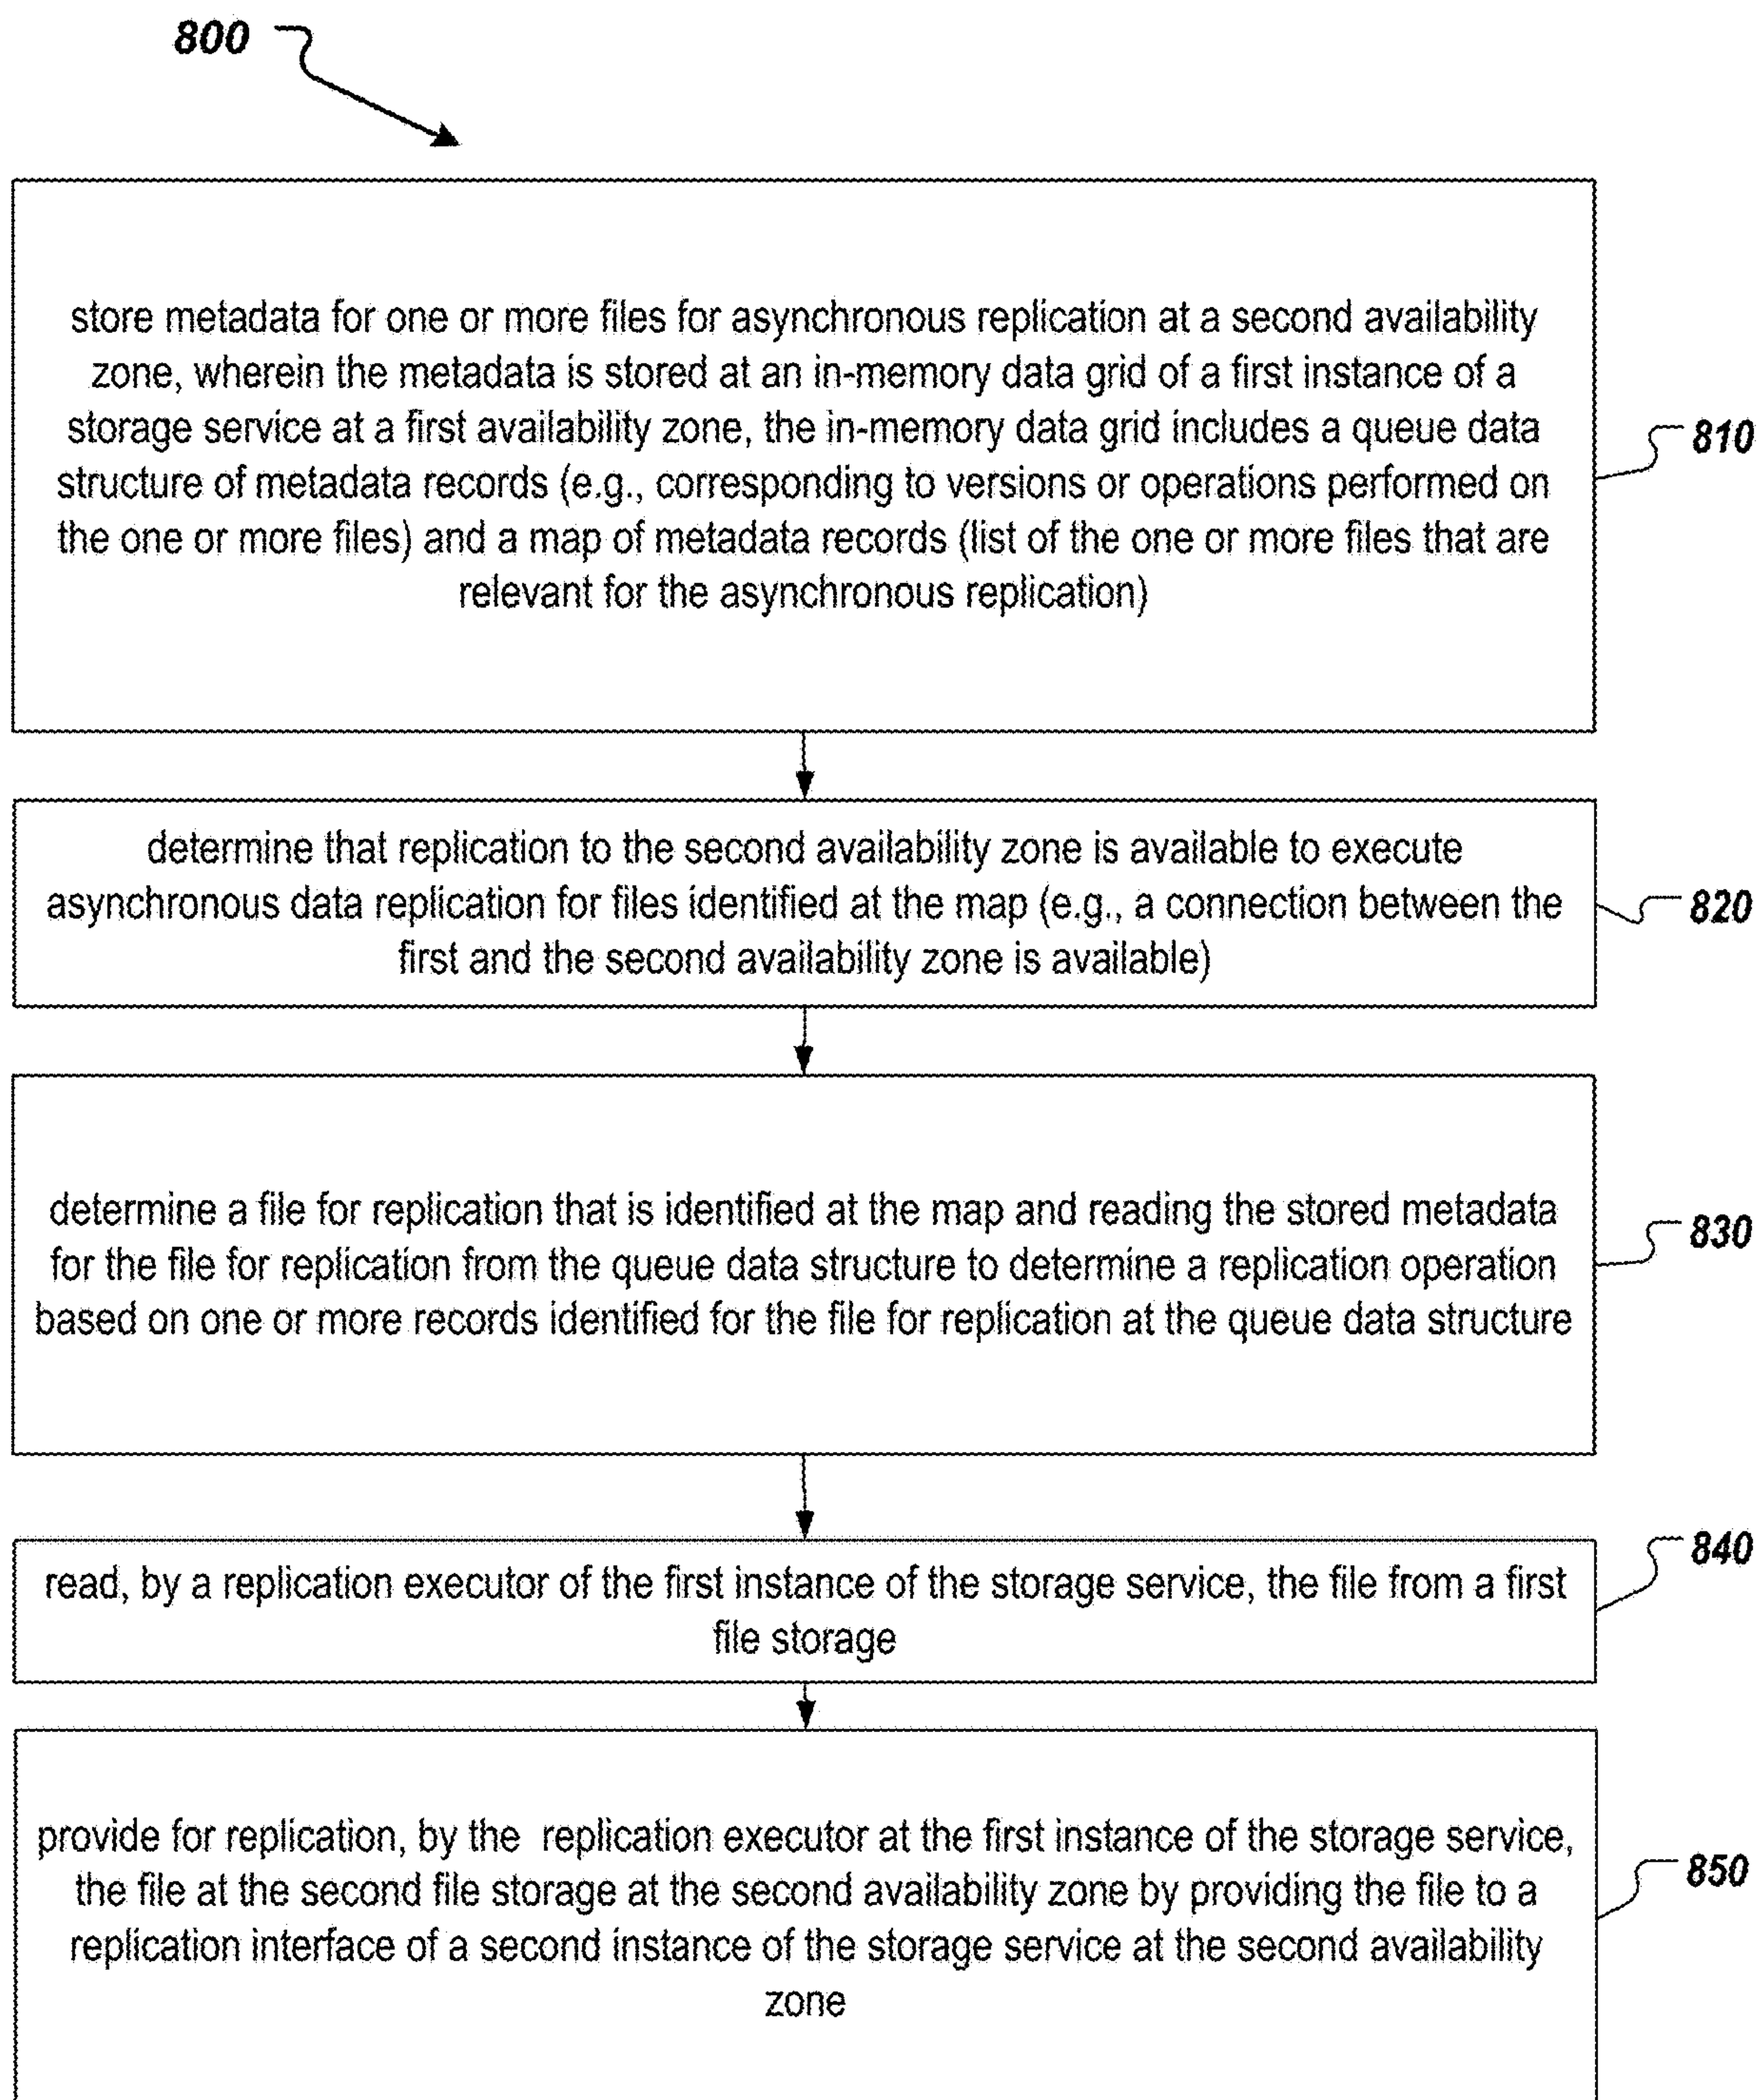 800
store metadata for one or more files for asynchronous replication at a second availability
zone, wherein the metadata is stored at an in-memory data grid of a first instance of a
storage service at a first availability zone, the in-memory data grid includes a queue data
structure of metadata records (e.g., corresponding to versions or operations performed on
the one or more files) and a map of metadata records (list of the one or more files that are
relevant for the asynchronous replication)
810
determine that replication to the second availability zone is available to execute
asynchronous data replication for files identified at the map (e.g., a connection between the
first and the second availability zone is available)
820
determine a file for replication that is identified at the map and reading the stored metadata
for the file for replication from the queue data structure to determine a replication operation
based on one or more records identified for the file for replication at the queue data structure
830
read, by a replication executor of the first instance of the storage service, the file from a first
file storage
840
provide for replication, by the replication executor at the first instance of the storage service,
the file at the second file storage at the second availability zone by providing the file to a
replication interface of a second instance of the storage service at the second availability
zone
850